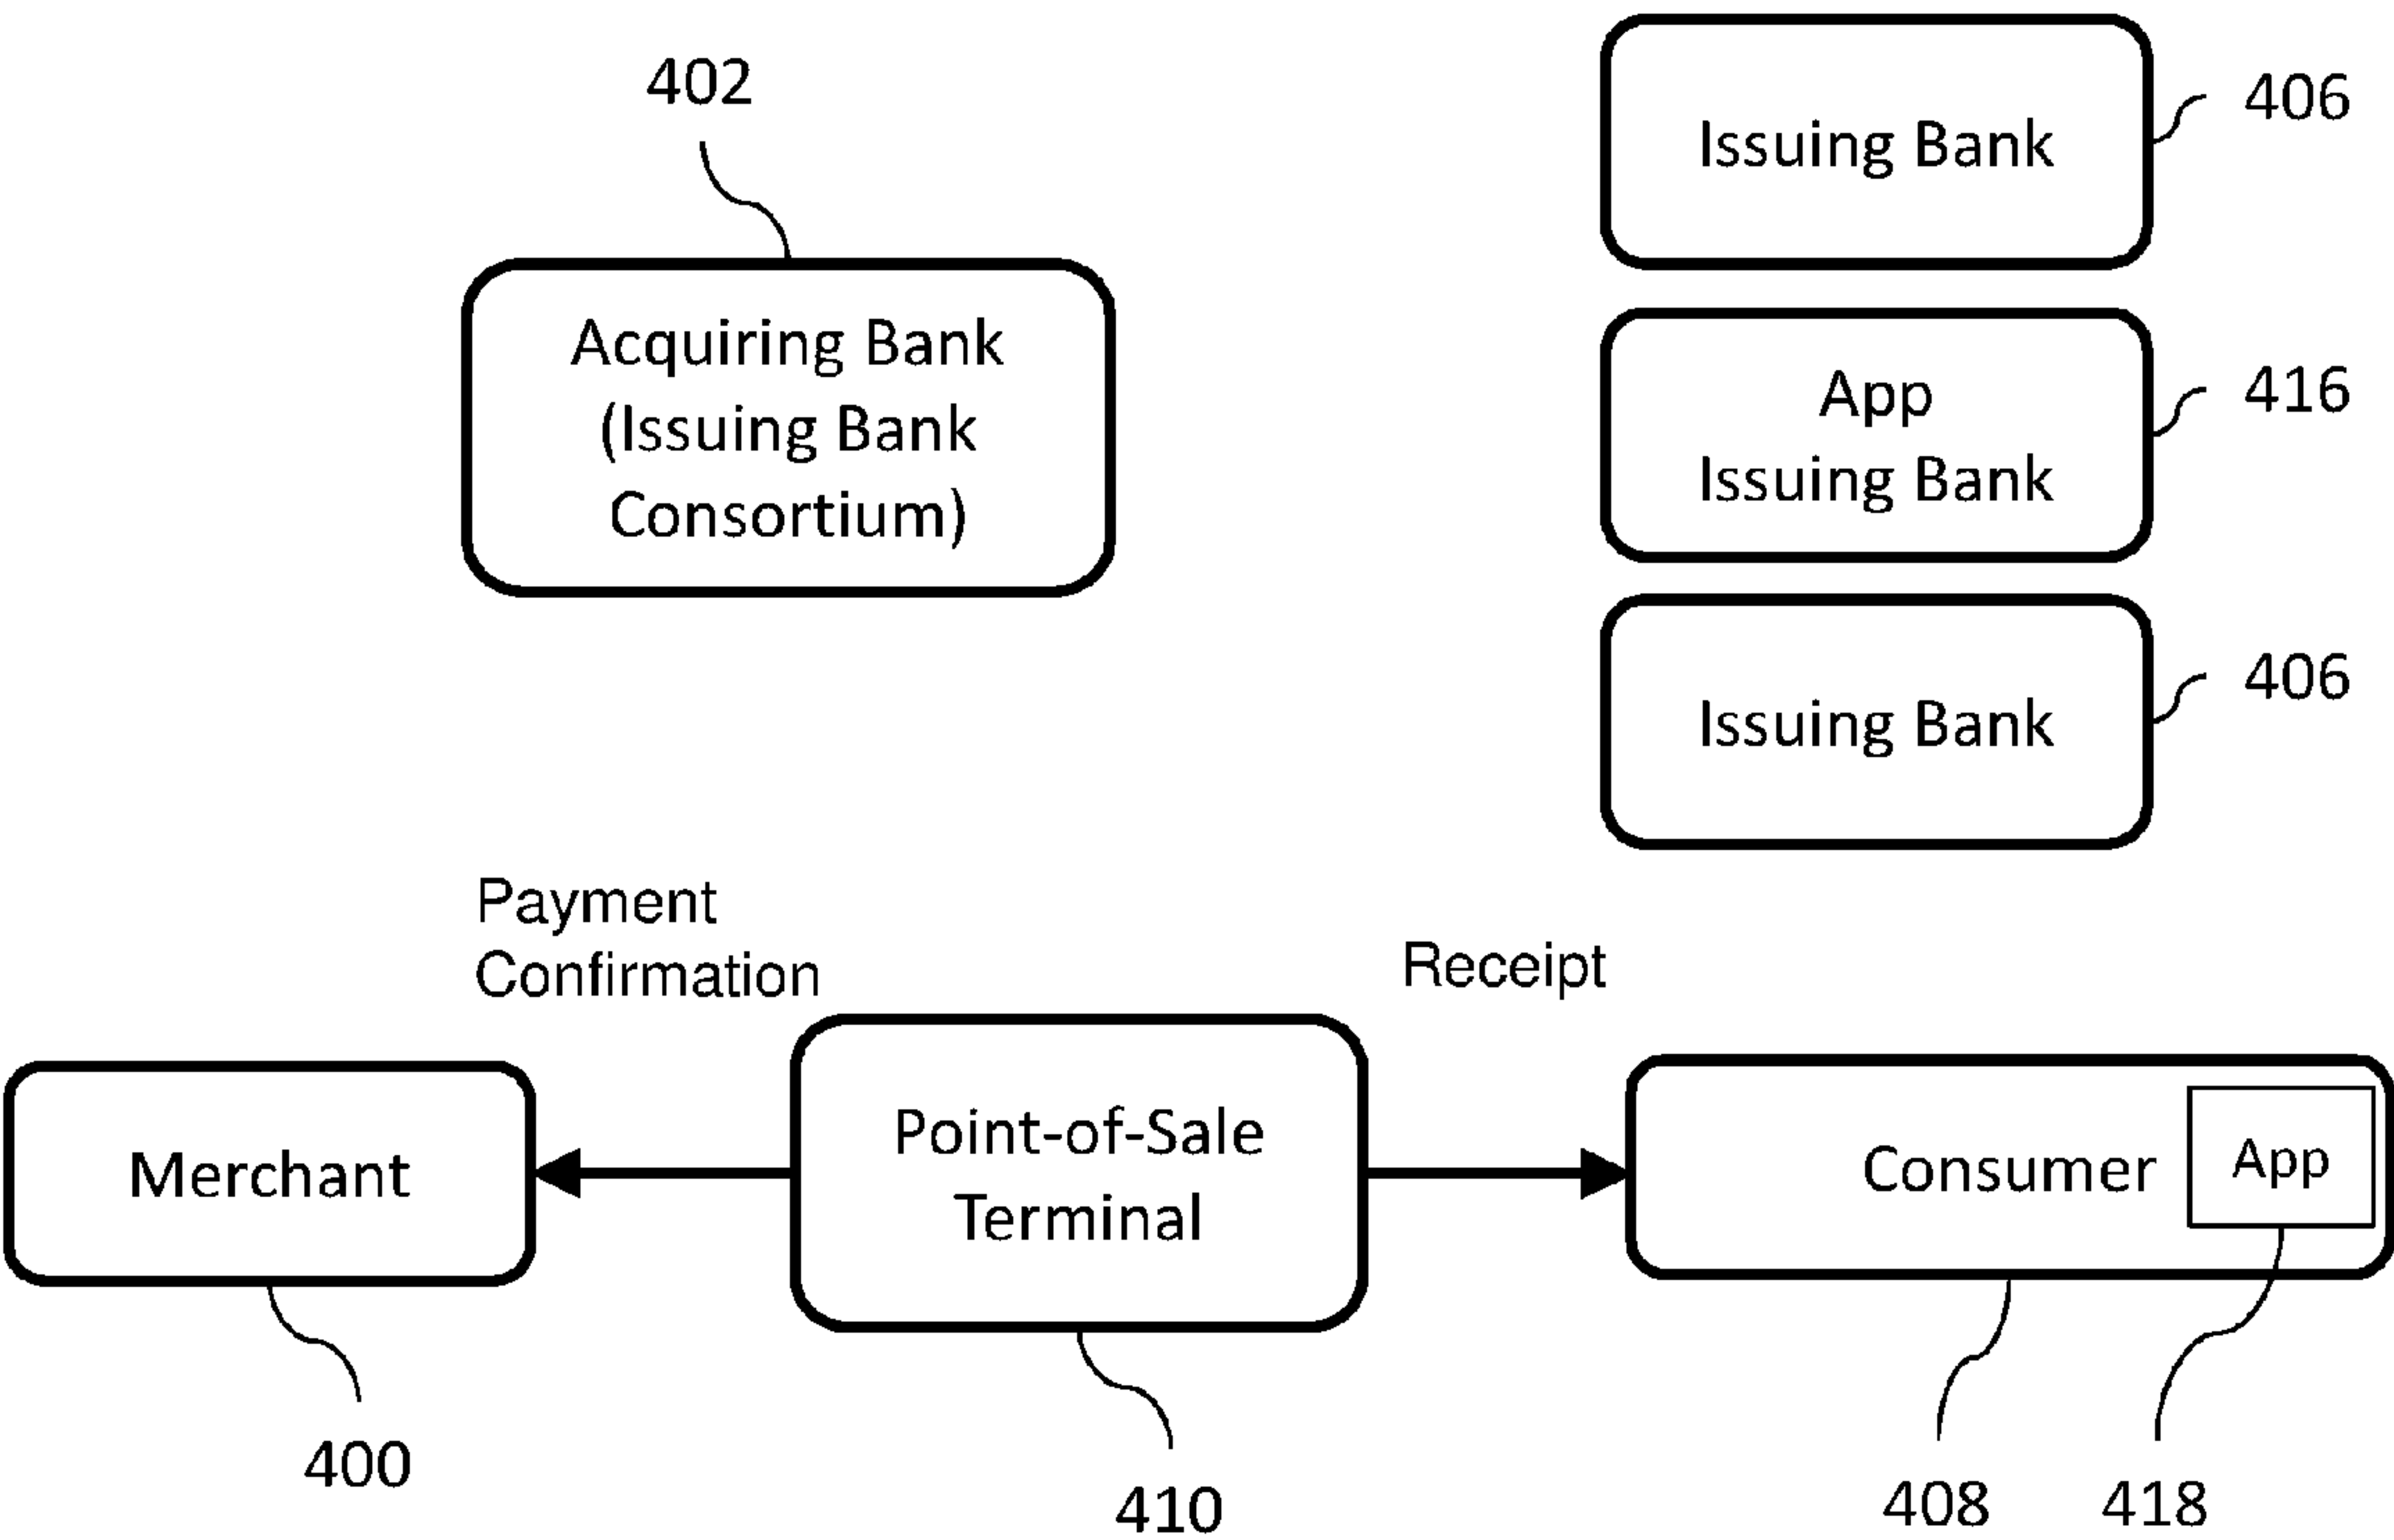 402
406
Issuing Bank
Acquiring Bank
(Issuing Bank
Consortium)
App
Issuing Bank
416
Issuing Bank
406
Payment
Confirmation
Receipt
Merchant
Point-of-Sale
Terminal
Consumer
App
400
410
408
418